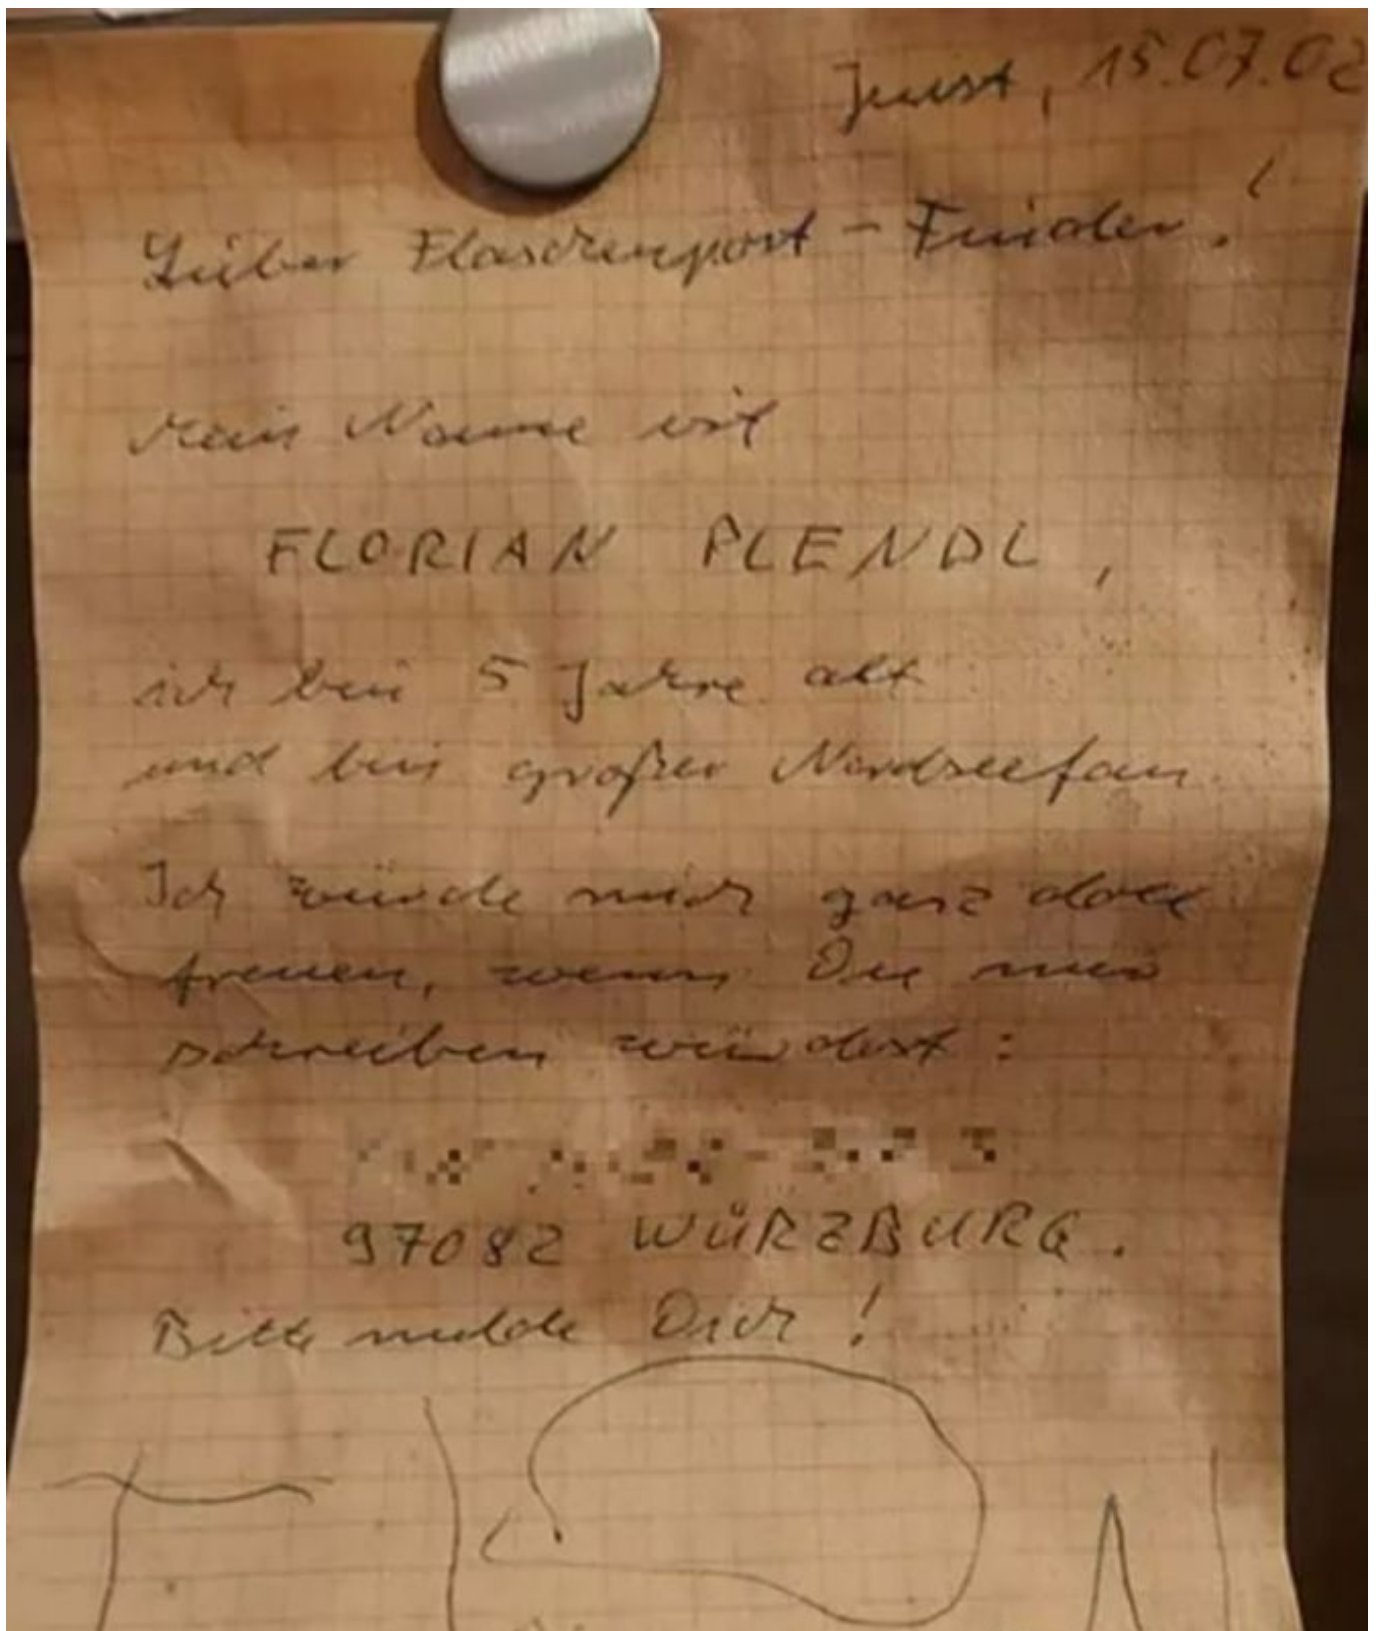 Juist, 15.07.02
Lieber Flaschenpost-Finder!
Mein Name ist
FLORIAN PLENDL,
ich bin 5 Jahre alt
und bin großer Nordseefan.
Ich würde mich ganz doll
freuen, wenn Du mir
schreiben würdest:
97082 WÜRZBURG.
Bitte melde Dich!